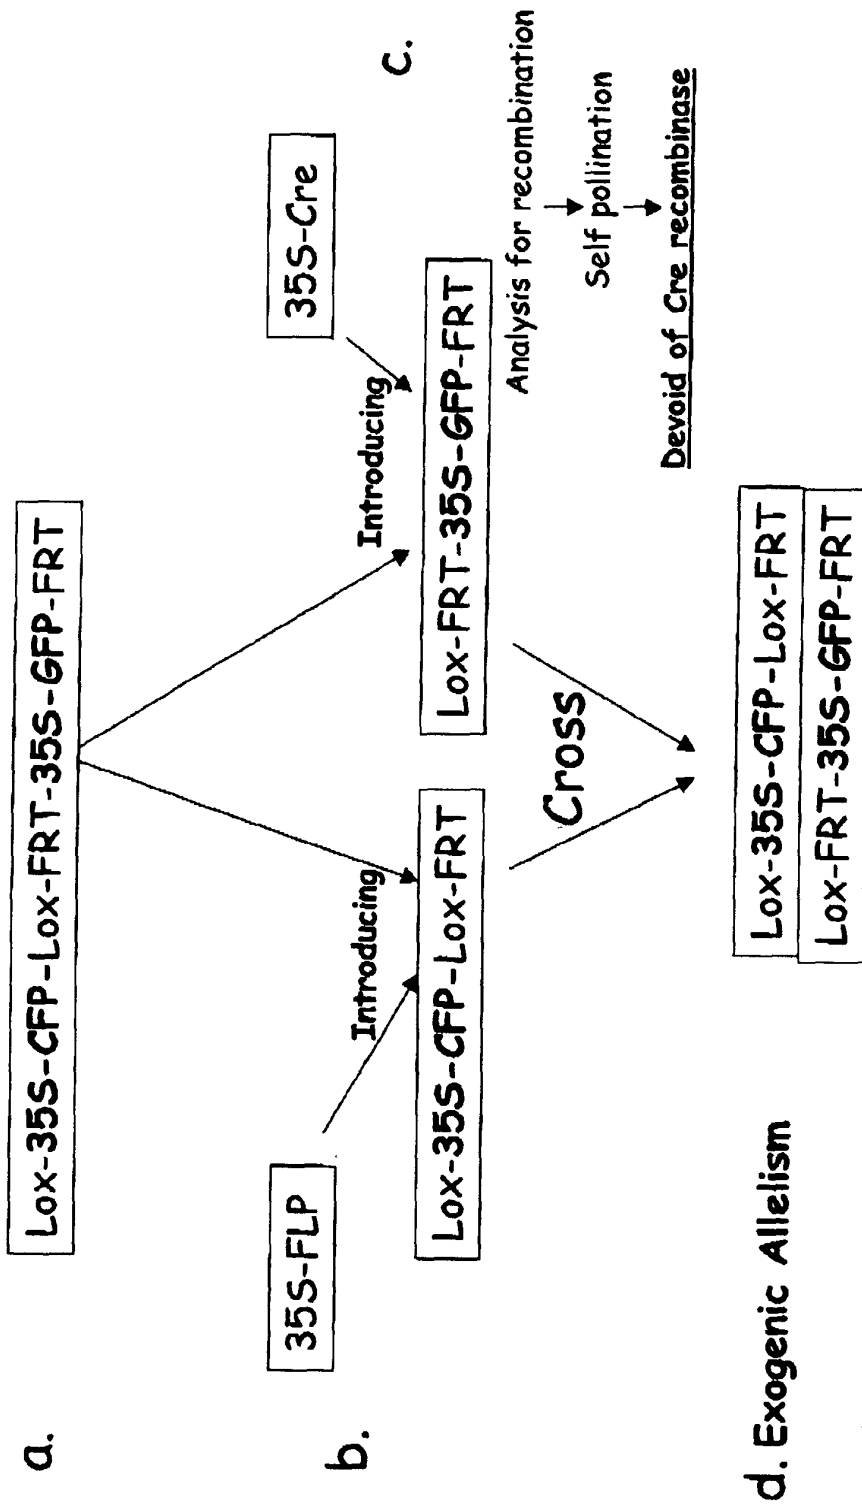 a.
Lox-35S-CFP-Lox-FRT-35S-GFP-FRT
b.
35S-FLP
35S-Cre
c.
Introducing
Introducing
Lox-35S-CFP-Lox-FRT
Lox-FRT-35S-GFP-FRT
Analysis for recombination
Self pollination
Devoid of Cre recombinase
Cross
d. Exogenic Allelism
Lox-35S-CFP-Lox-FRT
Lox-FRT-35S-GFP-FRT